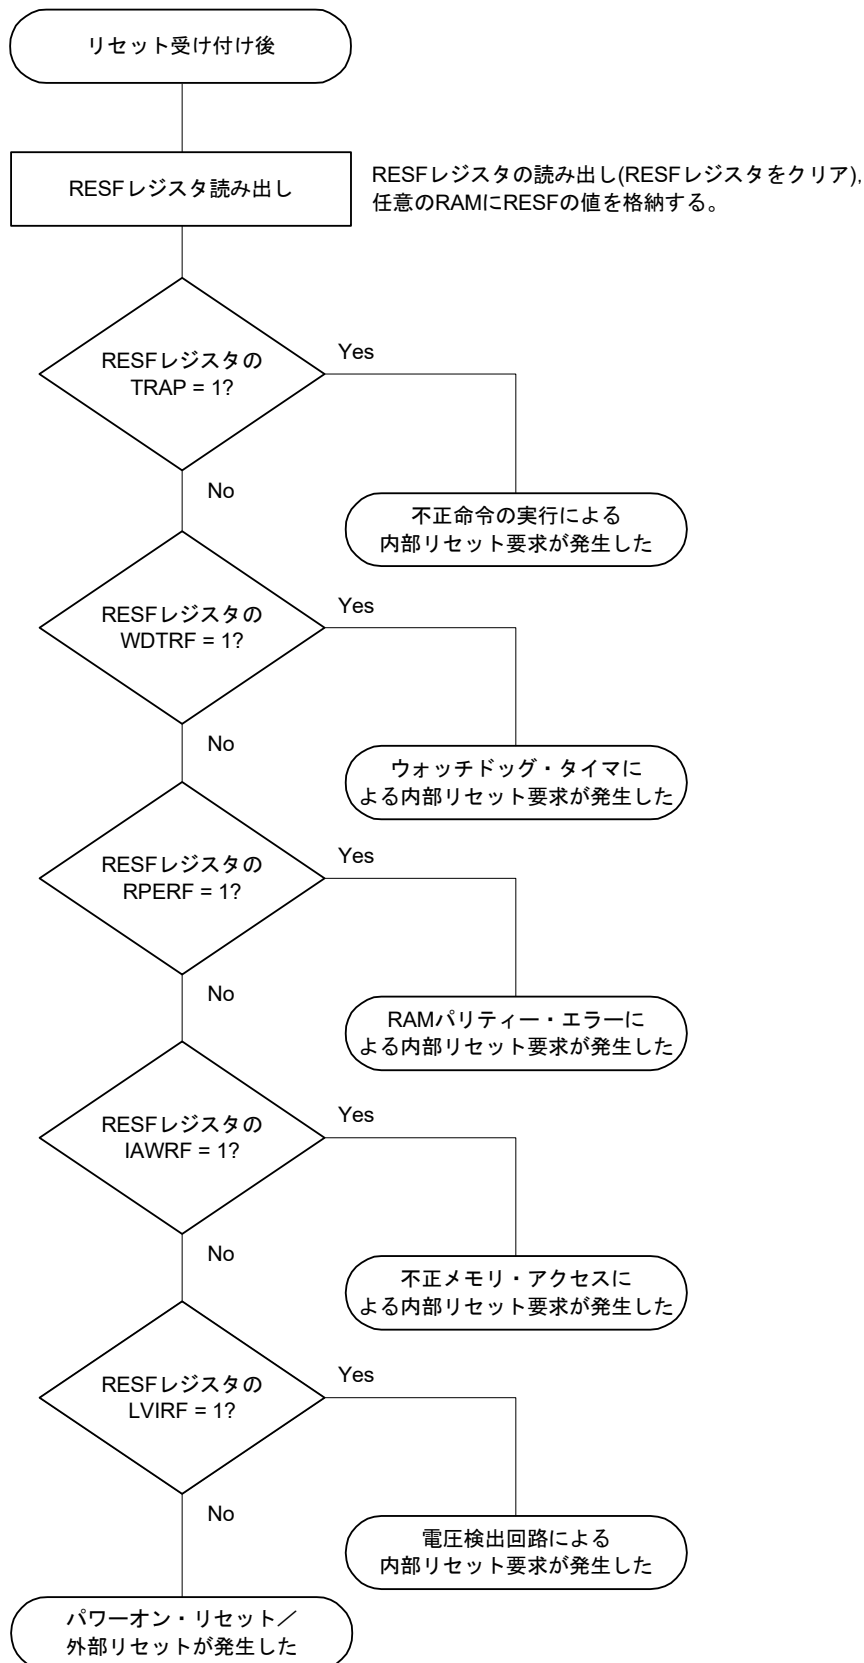 リセット受け付け後
RESFレジスタ読み出し
RESFレジスタの読み出し(RESFレジスタをクリア),
任意のRAMにRESFの値を格納する。
RESFレジスタの
TRAP = 1?
Yes
No
不正命令の実行による
内部リセット要求が発生した
RESFレジスタの
WDTRF = 1?
Yes
No
ウォッチドッグ・タイマに
よる内部リセット要求が発生した
RESFレジスタの
RPERF = 1?
Yes
No
RAMパリティー・エラーに
よる内部リセット要求が発生した
RESFレジスタの
IAWRF = 1?
Yes
No
不正メモリ・アクセスに
よる内部リセット要求が発生した
RESFレジスタの
LVIRF = 1?
Yes
No
電圧検出回路による
内部リセット要求が発生した
パワーオン・リセット／
外部リセットが発生した